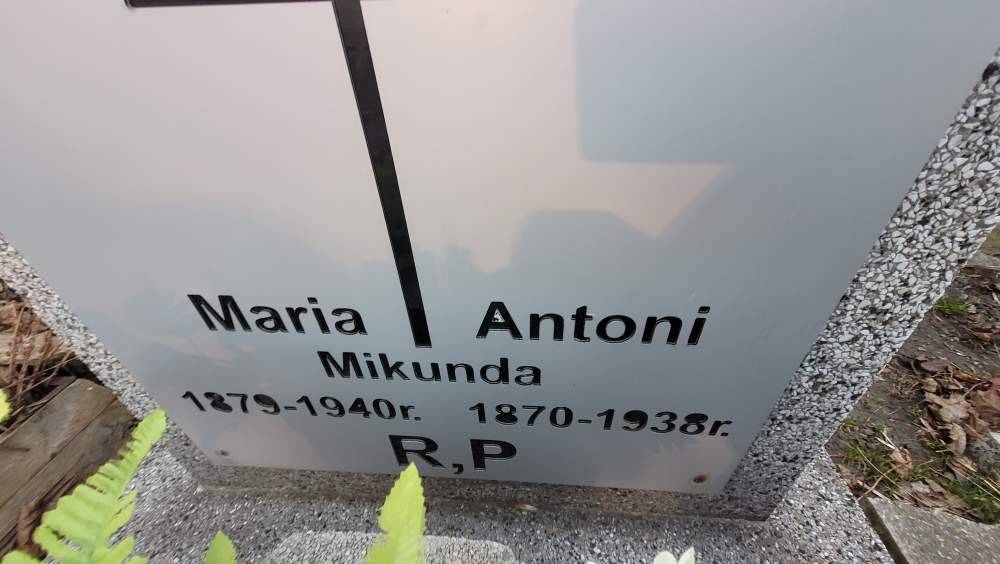 Maria Antoni
Mikunda
1879-1940r. 1870-1938r.
R,P